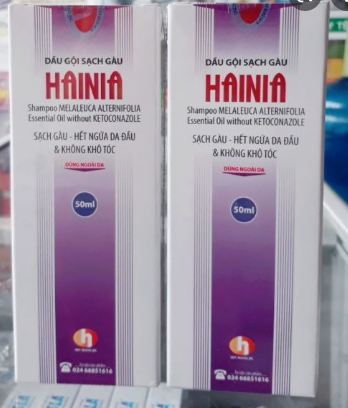 DẦU GỘI SẠCH GÀU
HAINIA
Shampoo MELALEUCA ALTERNIFOLIA
Essential Oil without KETOCONAZOLE
SẠCH GÀU - HẾT NGỨA DA ĐẦU
& KHÔNG KHÔ TÓC
DÙNG NGOÀI DA
50ml
h
024 66851616
DẦU GỘI SẠCH GÀU
HAINIA
Shampoo MELALEUCA ALTERNIFOLIA
Essential Oil without KETOCONAZOLE
SẠCH GÀU - HẾT NGỨA DA ĐẦU
& KHÔNG KHÔ TÓC
DÙNG NGOÀI DA
50ml
h
024 66851616